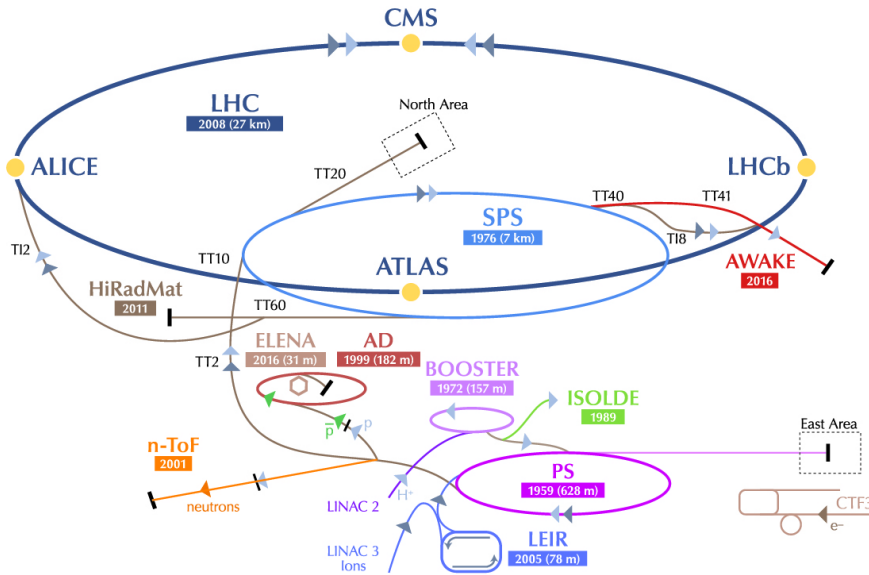 CMS
LHC
2008 (27 km)
North Area
ALICE
TT20
LHCb
TT40
TT41
SPS
1976 (7 km)
TI8
TI2
TT10
ATLAS
AWAKE
2016
HiRadMat
2011
TT60
ELENA
2016 (31 m)
AD
1999 (182 m)
TT2
BOOSTER
1972 (157 m)
ISOLDE
1989
p̅
p
East Area
n-ToF
2001
neutrons
PS
1959 (628 m)
LINAC 2
H⁺
CTF3
e–
LEIR
2005 (78 m)
LINAC 3
Ions